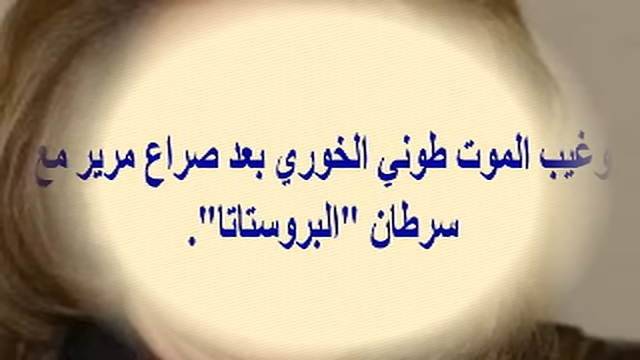 وغيب الموت طوني الخوري بعد صراع مرير مع
سرطان "البروستاتا".